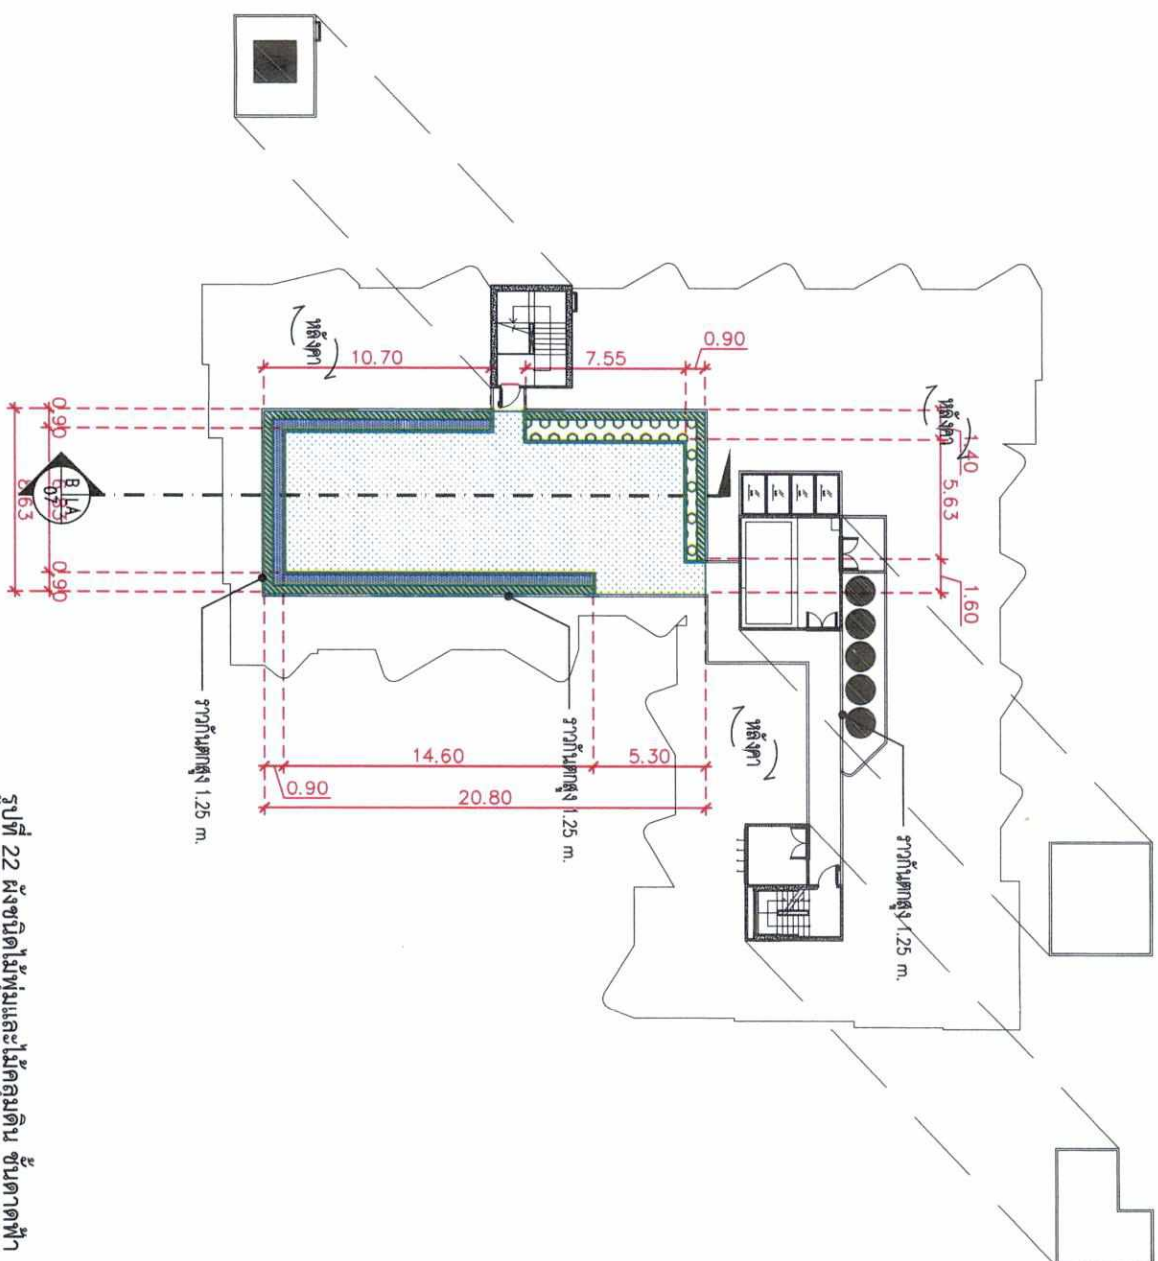 หลังคา
10.70
7.55
0.90
หลังคา
1.40
5.63
1.60
0.90
0.90
8.63
B
LA
07
ราวกันตกสูง 1.25 m.
14.60
5.30
0.90
20.80
ราวกันตกสูง 1.25 m.
หลังคา
ราวกันตกสูง 1.25 m.
รูปที่ 22 ผังชนิดไม้พุ่มและไม้คลุมดิน ชั้นดาดฟ้า